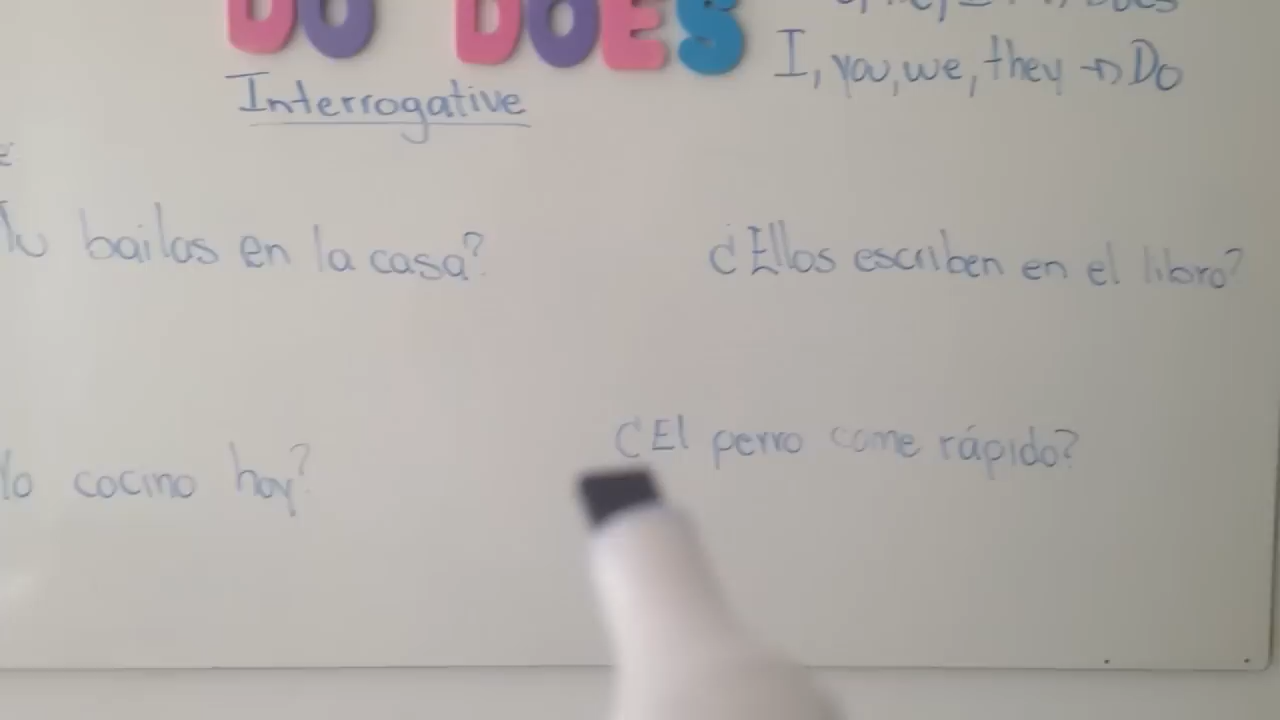 DO DOES
I, you, we, they → Do
Interrogative
Tu bailas en la casa?
¿Ellos escriben en el libro?
¿El perro come rápido?
Yo cocino hoy?